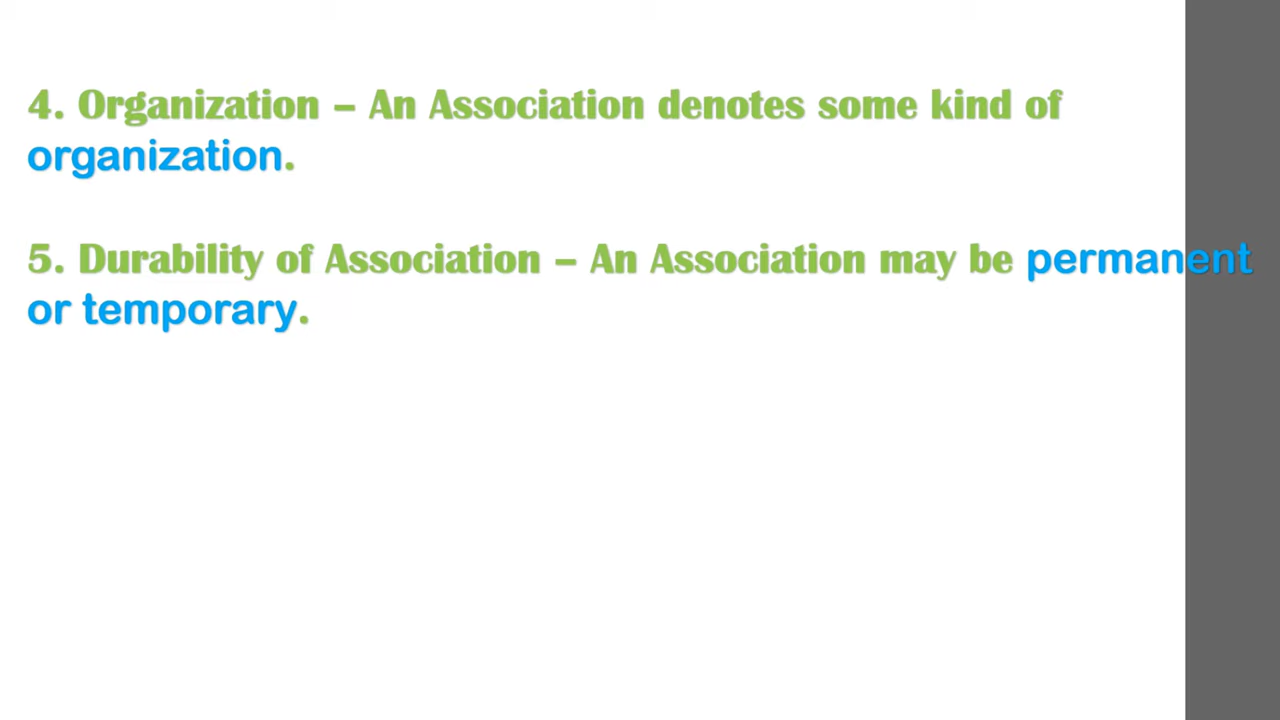 4. Organization – An Association denotes some kind of
organization.
5. Durability of Association – An Association may be permanent
or temporary.